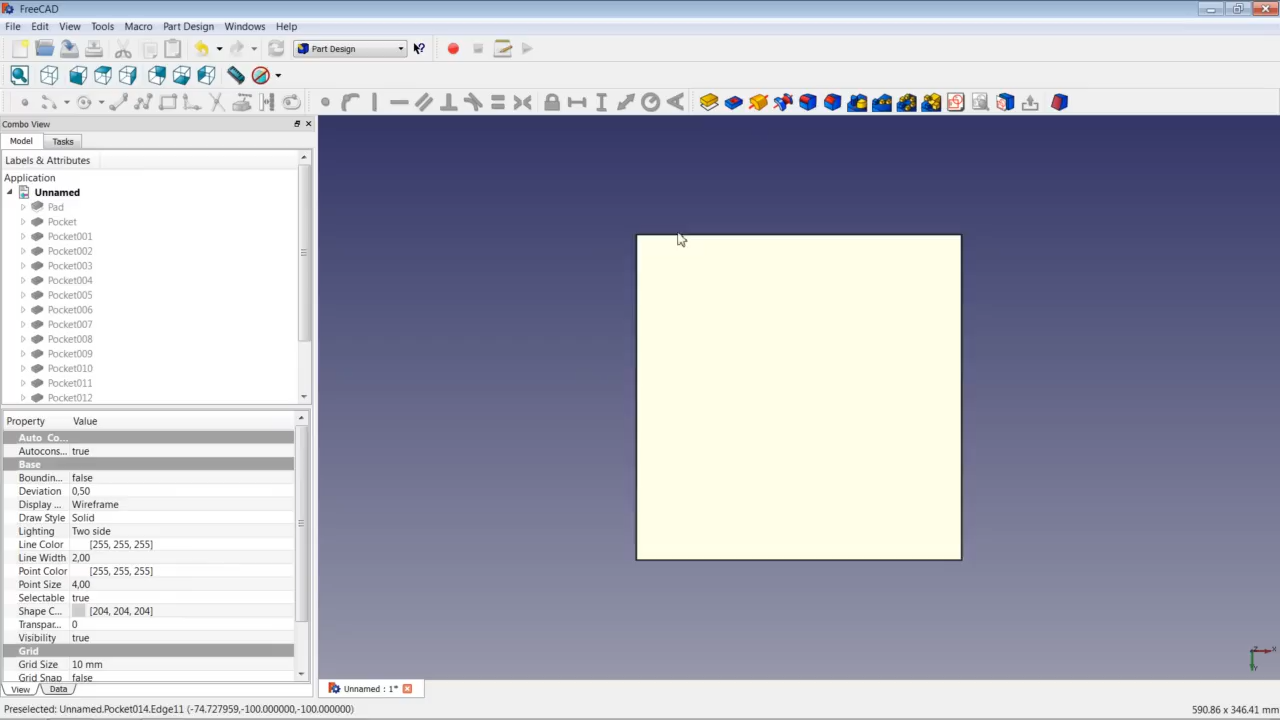 FreeCAD
File Edit View Tools Macro Part Design Windows Help
Part Design
Combo View
Model Tasks
Labels & Attributes
Application
Unnamed
Pad
Pocket
Pocket001
Pocket002
Pocket003
Pocket004
Pocket005
Pocket006
Pocket007
Pocket008
Pocket009
Pocket010
Pocket011
Pocket012
Property Value
Auto Co...
Autocons... true
Base
Boundin... false
Deviation 0,50
Display ... Wireframe
Draw Style Solid
Lighting Two side
Line Color [255, 255, 255]
Line Width 2,00
Point Color [255, 255, 255]
Point Size 4,00
Selectable true
Shape C... [204, 204, 204]
Transpar... 0
Visibility true
Grid
Grid Size 10 mm
Grid Snap false
View Data
Unnamed : 1*
X
Y
Z
Preselected: Unnamed.Pocket014.Edge11 (-74.727959,-100.000000,-100.000000)
590.86 x 346.41 mm